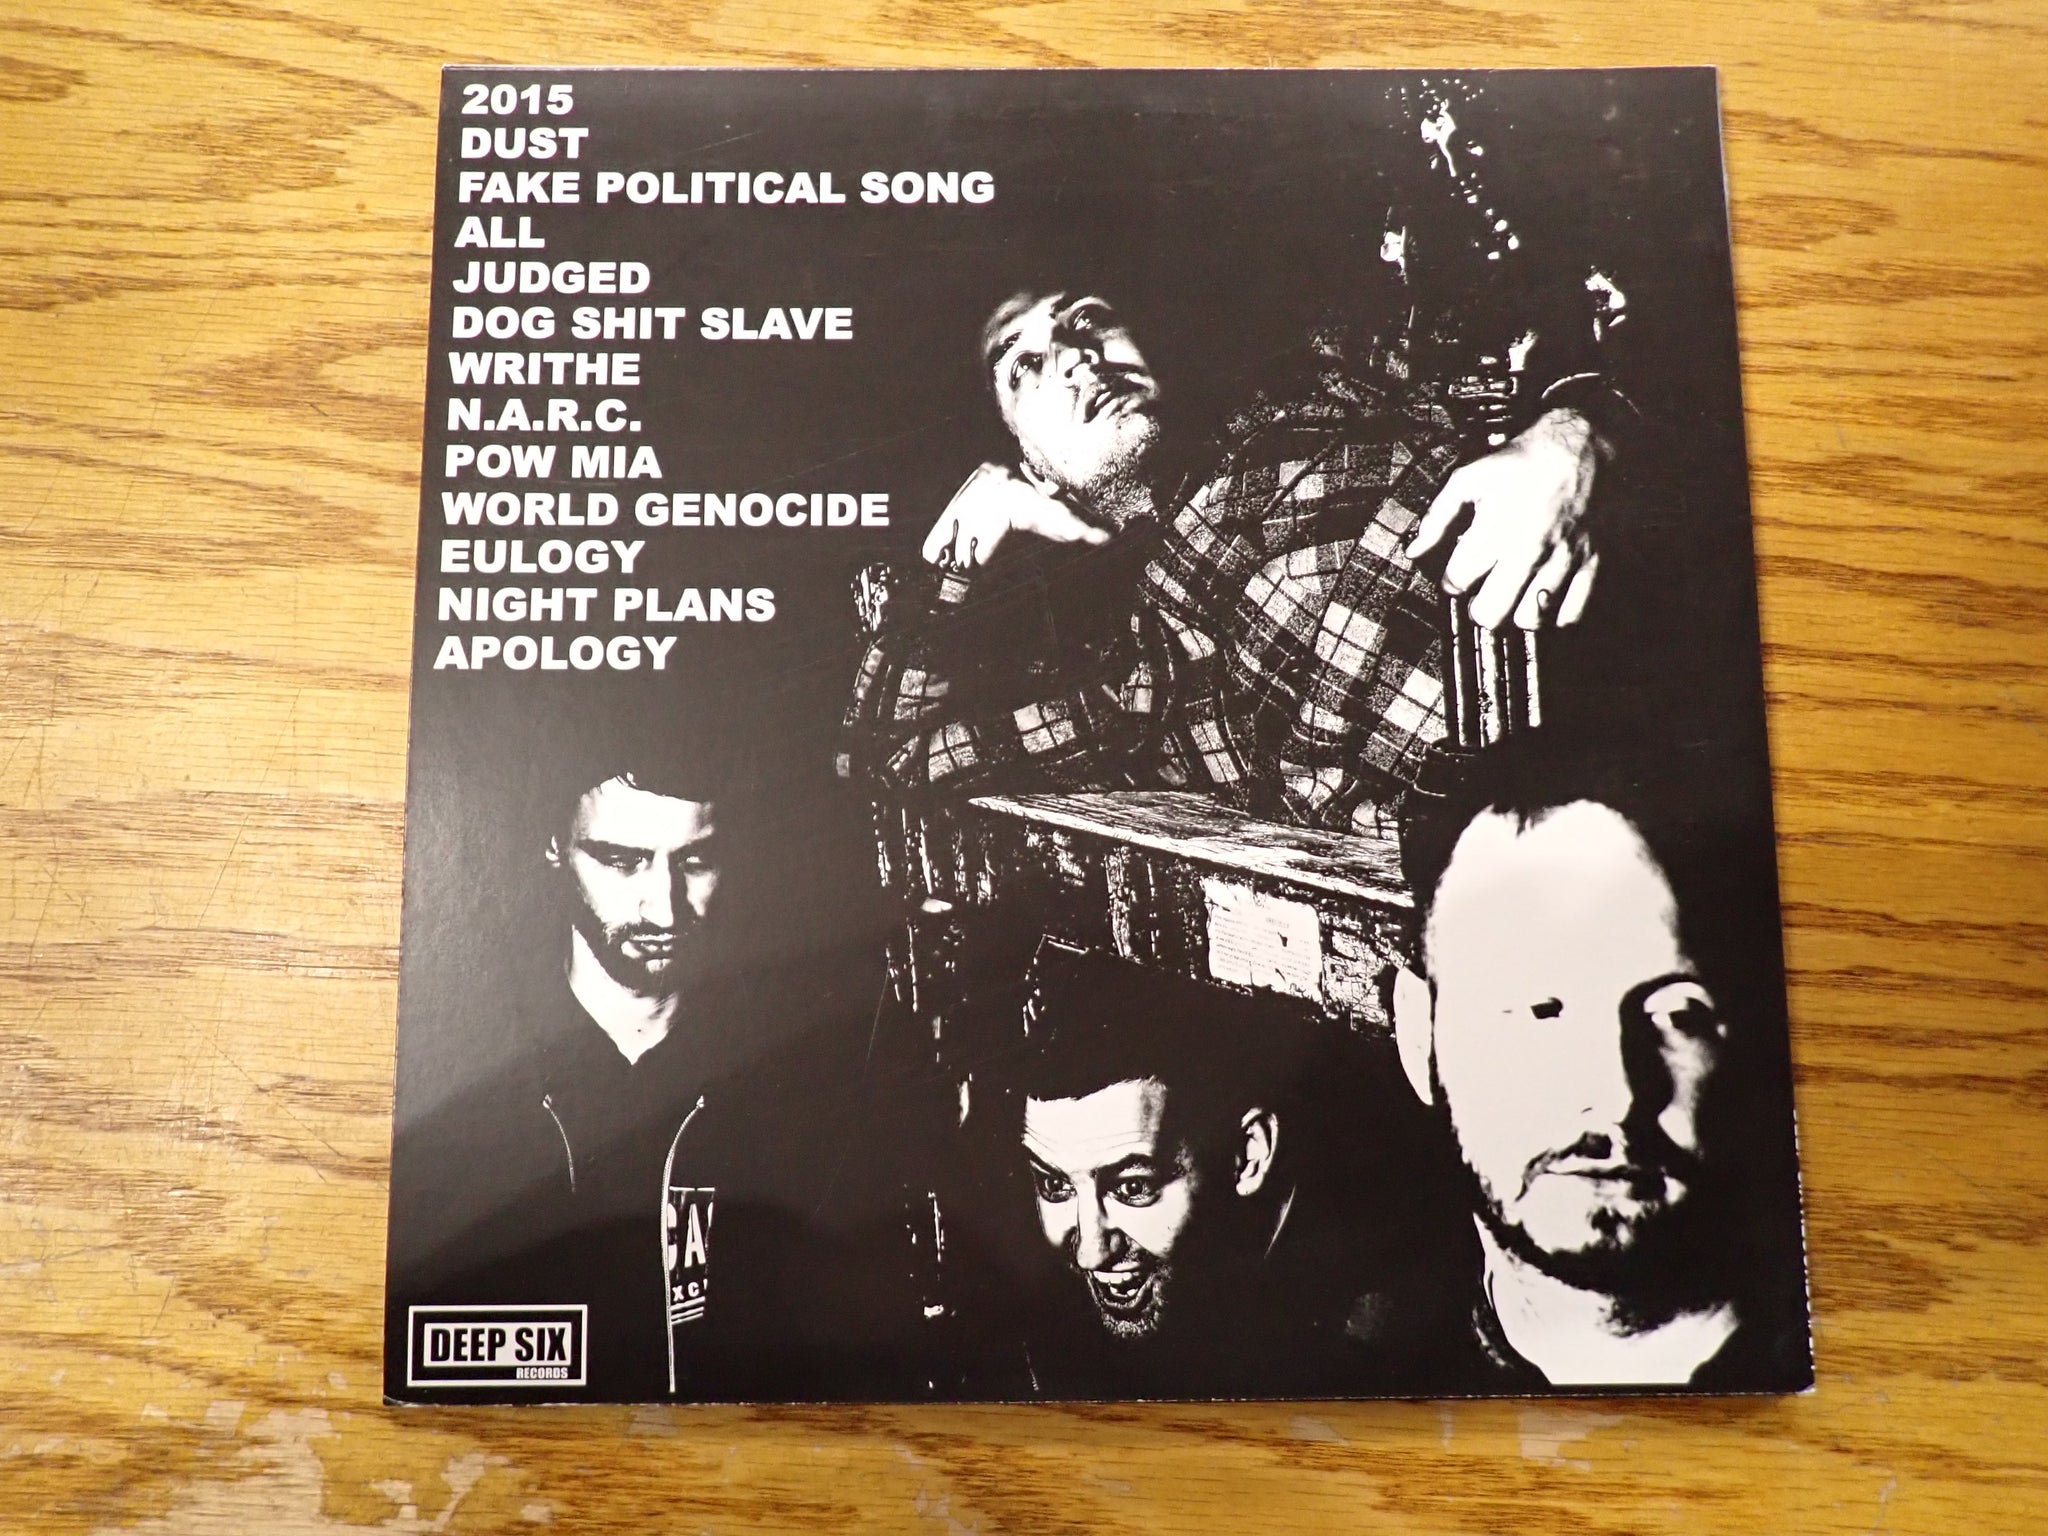 2015
DUST
FAKE POLITICAL SONG
ALL
JUDGED
DOG SHIT SLAVE
WRITHE
N.A.R.C.
POW MIA
WORLD GENOCIDE
EULOGY
NIGHT PLANS
APOLOGY
DEEP SIX
RECORDS